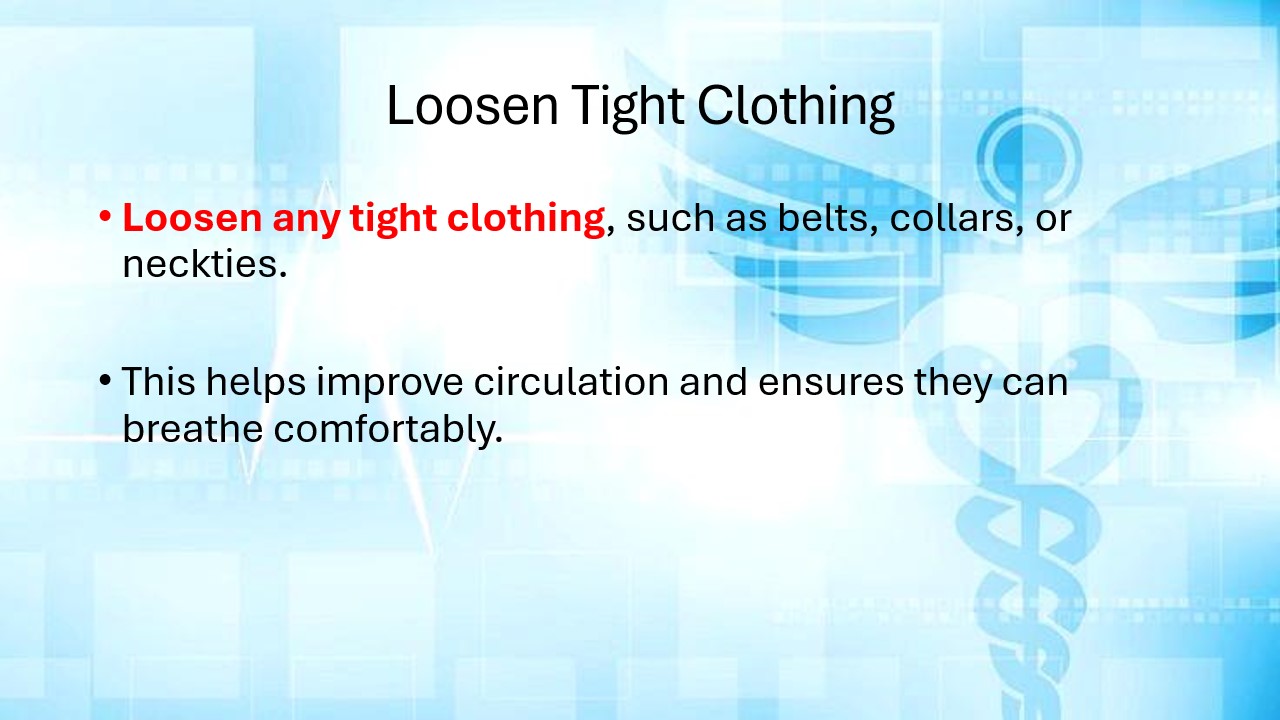 Loosen Tight Clothing
• Loosen any tight clothing, such as belts, collars, or
neckties.
• This helps improve circulation and ensures they can
breathe comfortably.